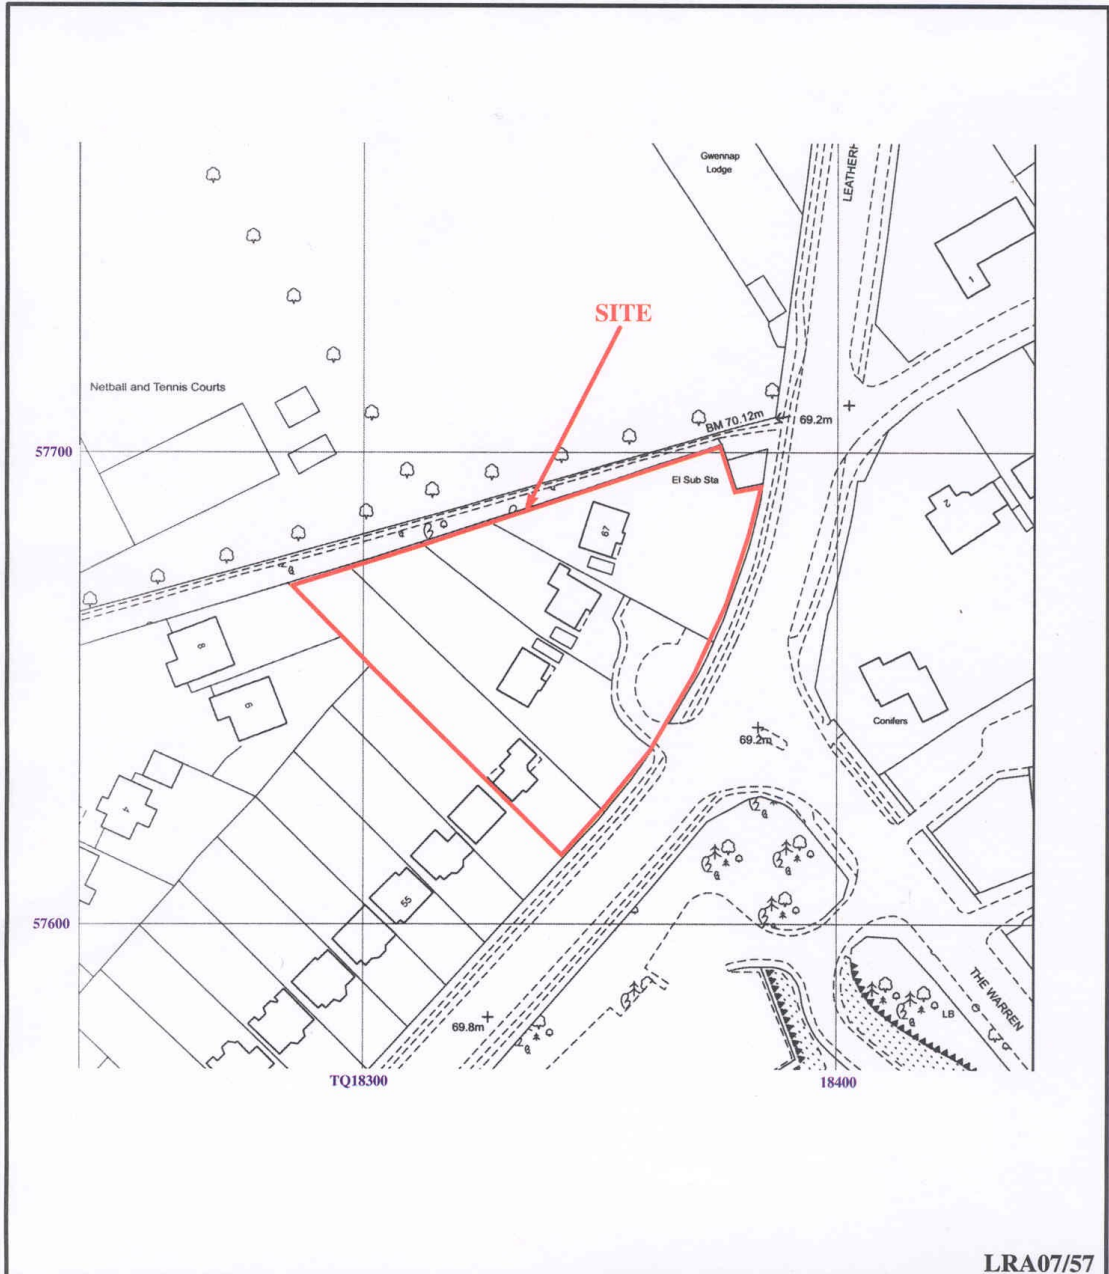 Gwennap
Lodge
LEATHERH
1
SITE
Netball and Tennis Courts
BM 70.12m
69.2m
57700
El Sub Sta
67
2
8
6
Conifers
69.2m
4
55
57600
THE WARREN
LB
69.8m
TQ18300
18400
LRA07/57